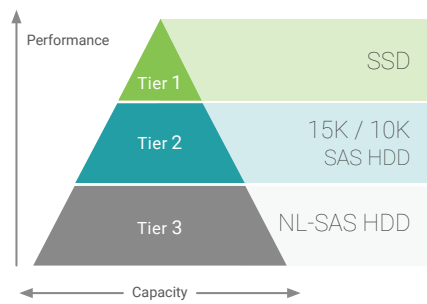 Performance
SSD
Tier 1
15K / 10K
SAS HDD
Tier 2
NL-SAS HDD
Tier 3
Capacity